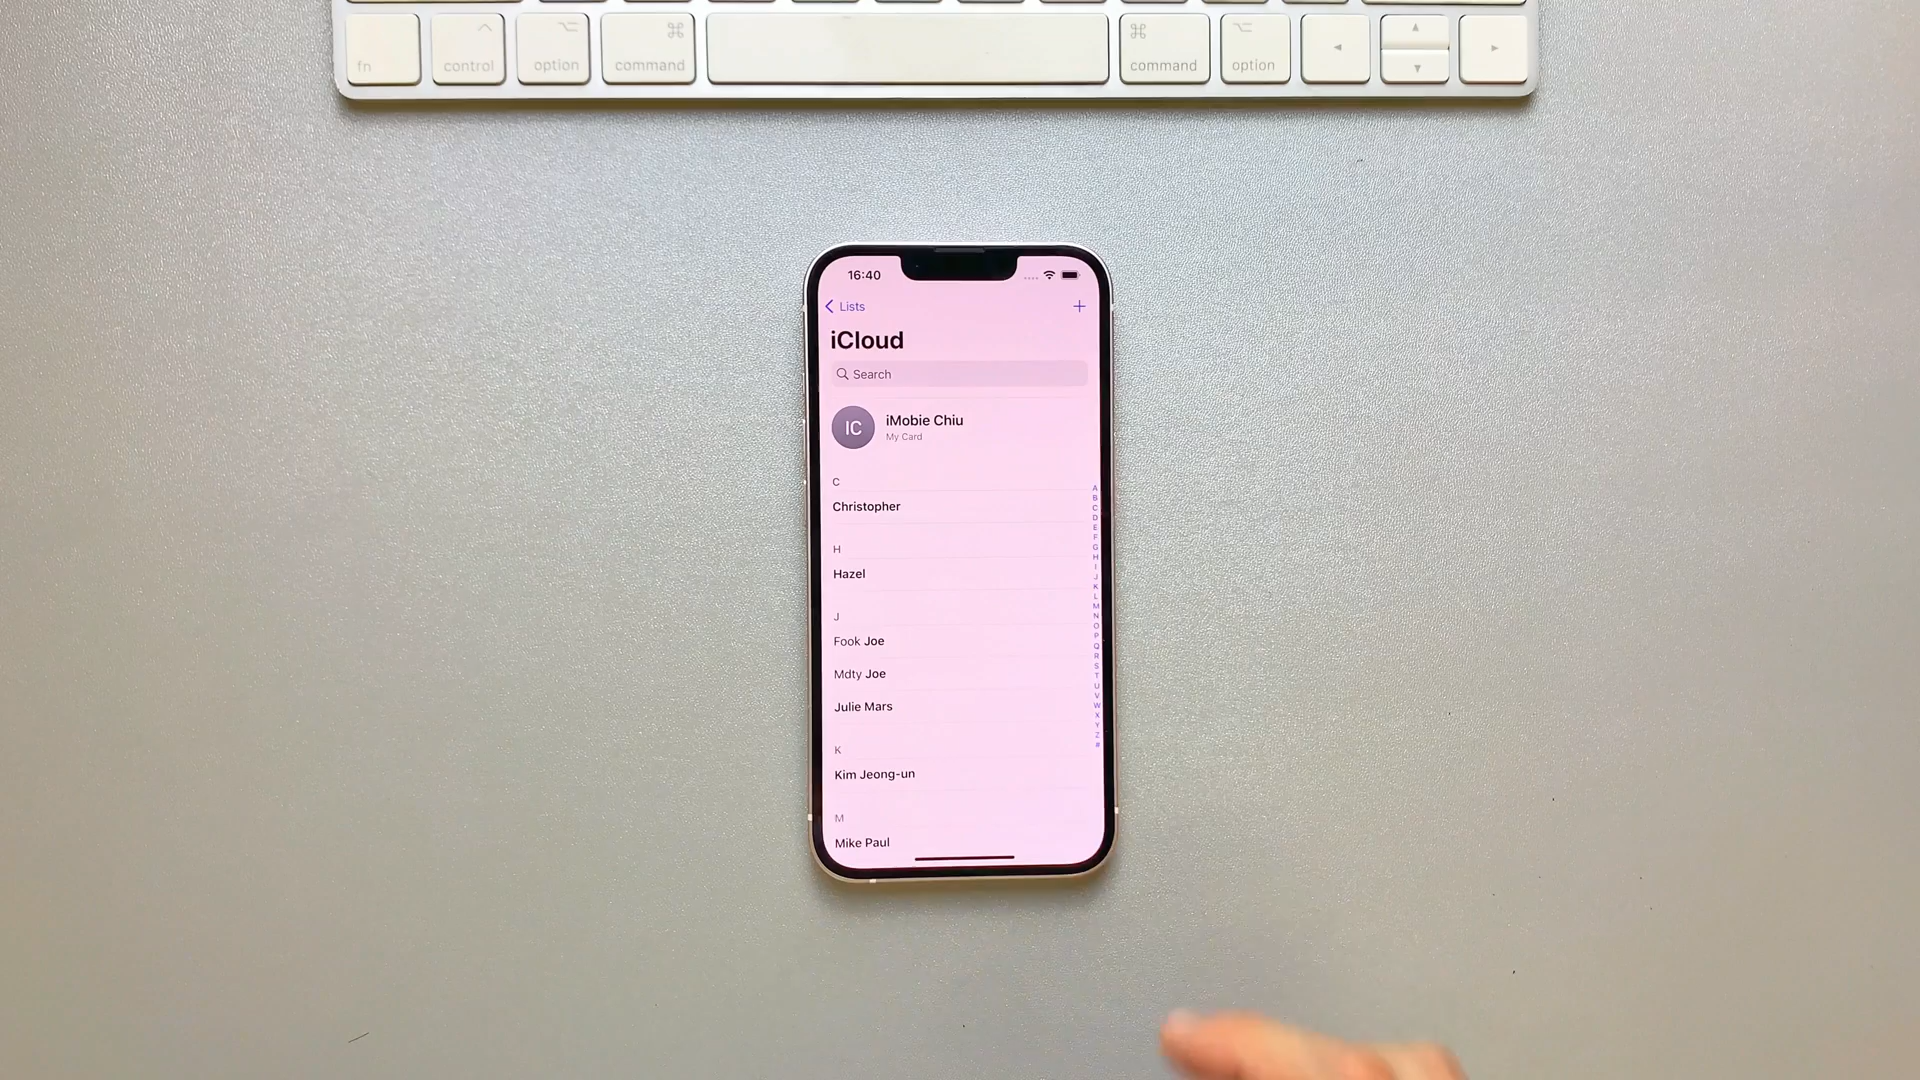 fn
control
option
command
command
option
16:40
Lists
iCloud
Search
IC
iMobie Chiu
My Card
C
Christopher
H
Hazel
J
Fook Joe
Mdty Joe
Julie Mars
K
Kim Jeong-un
M
Mike Paul
A
B
C
D
E
F
G
H
I
J
K
L
M
N
O
P
Q
R
S
T
U
V
W
X
Y
Z
#